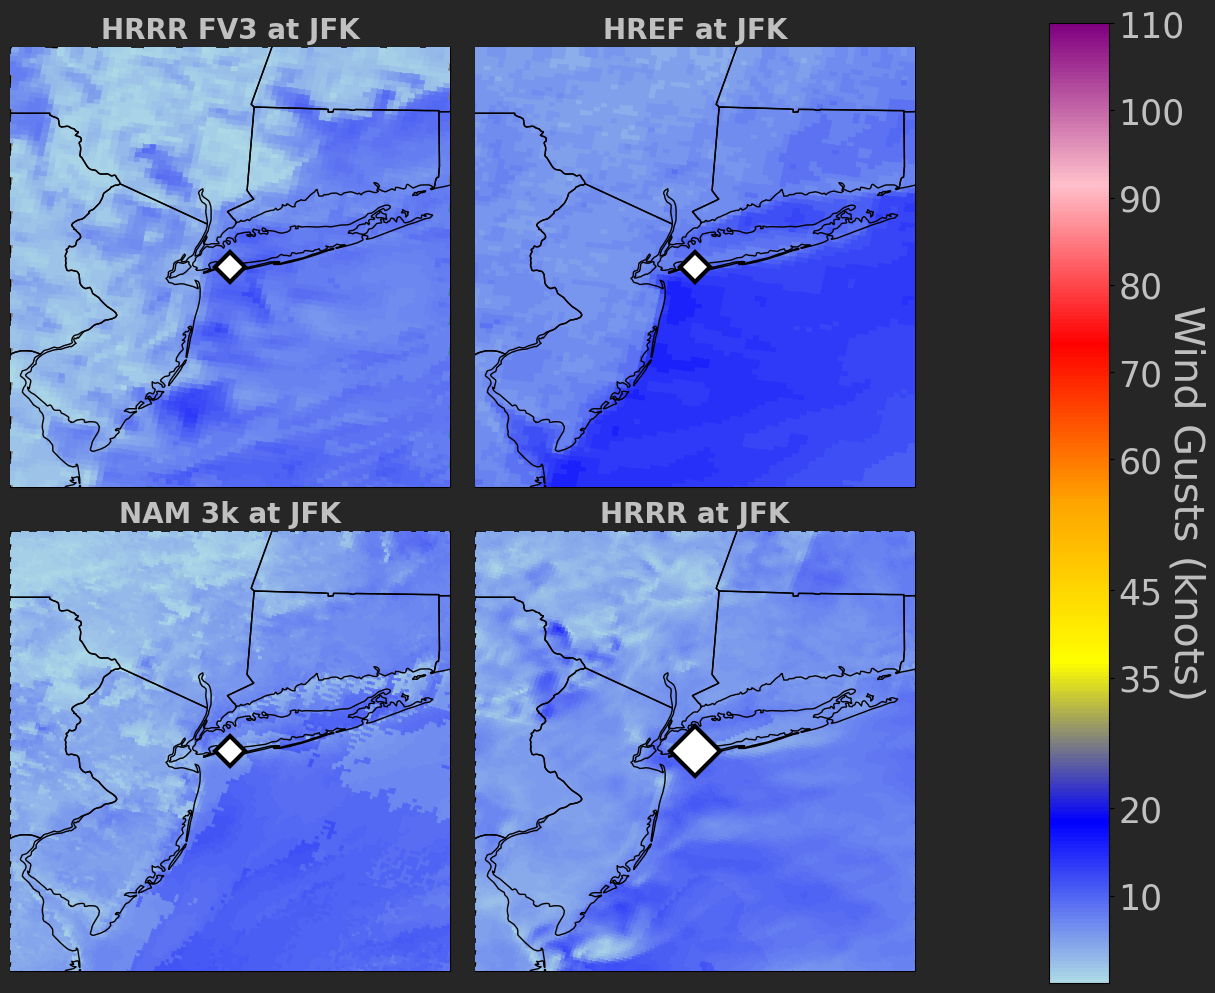 HRRR FV3 at JFK
HREF at JFK
NAM 3k at JFK
HRRR at JFK
110
100
90
80
70
60
45
35
20
10
Wind Gusts (knots)